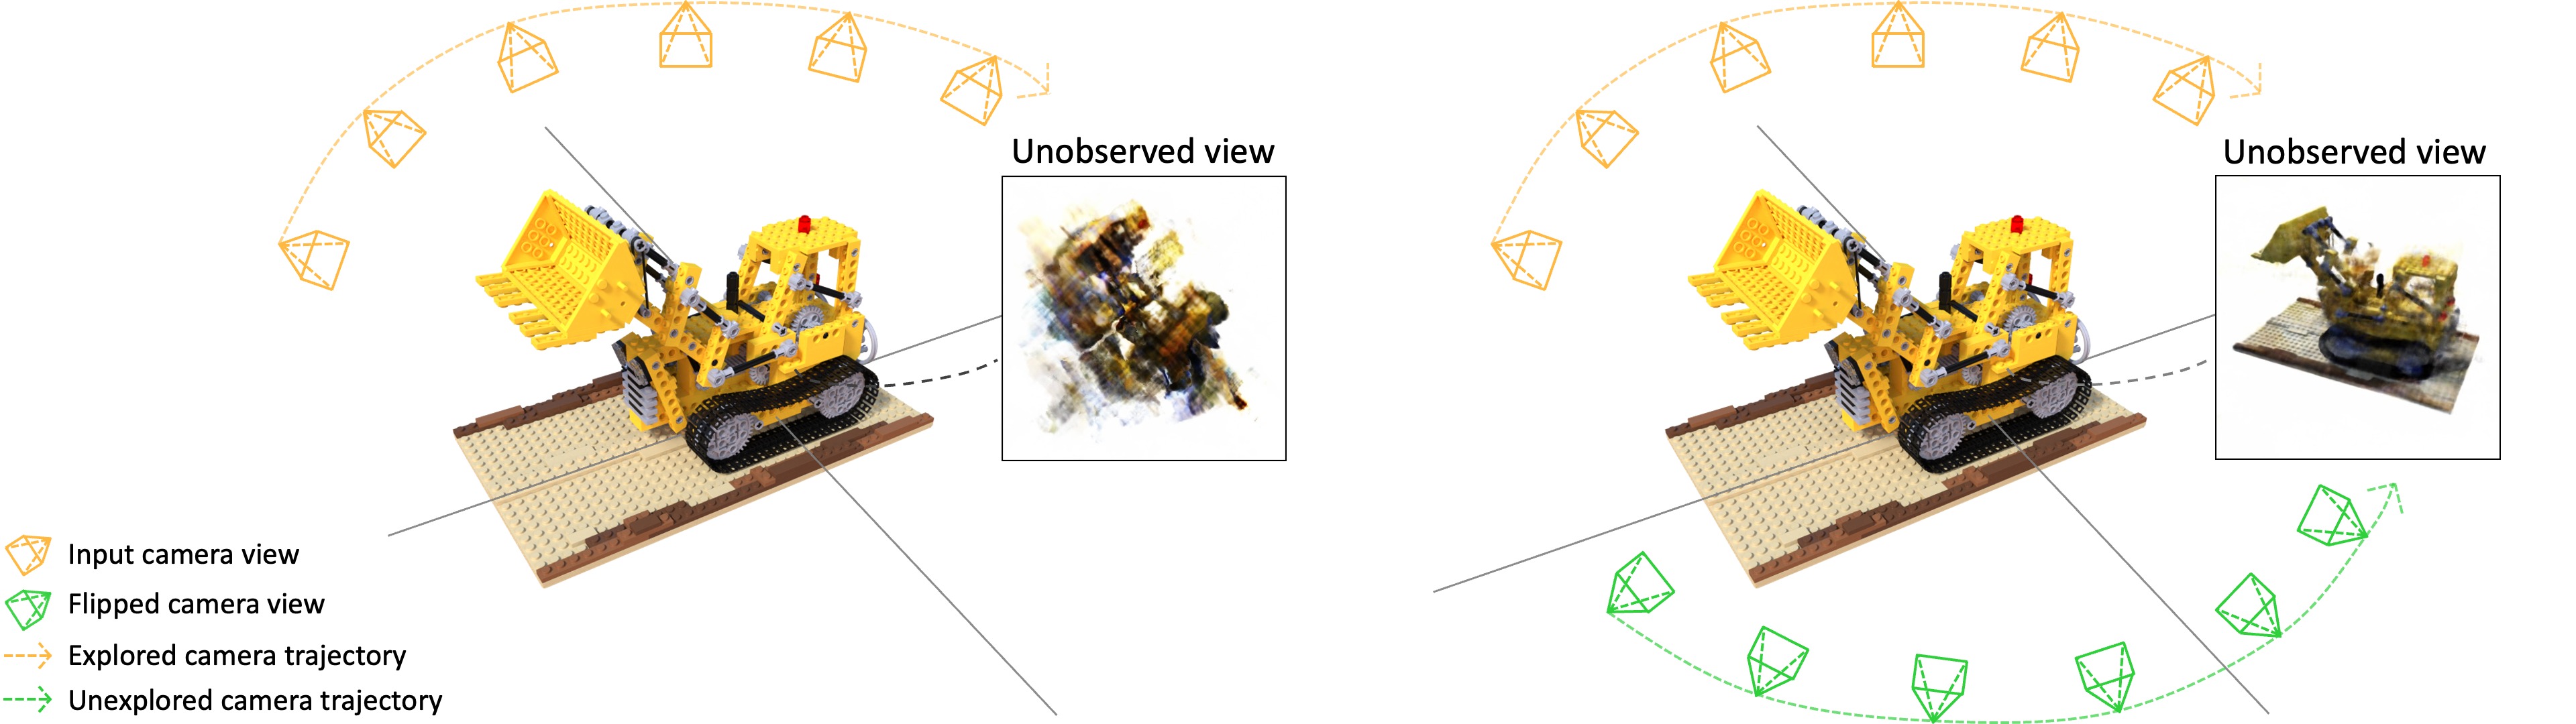 Unobserved view
Unobserved view
Input camera view
Flipped camera view
Explored camera trajectory
Unexplored camera trajectory